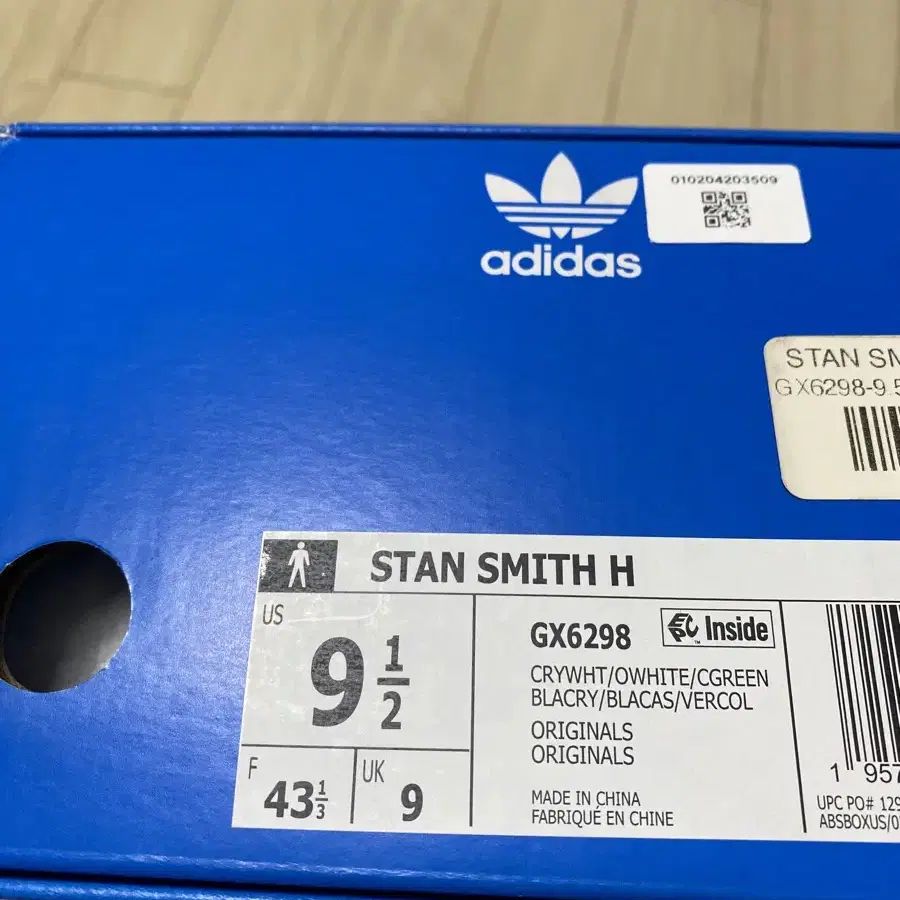 adidas
010204203509
STAN SM
GX6298-9.5
STAN SMITH H
US
9 1/2
F
43 1/3
UK
9
GX6298
EPC™ Inside
CRYWHT/OWHITE/CGREEN
BLACRY/BLACAS/VERCOL
ORIGINALS
ORIGINALS
MADE IN CHINA
FABRIQUÉ EN CHINE
1 957
UPC PO# 129
ABSBOXUS/0